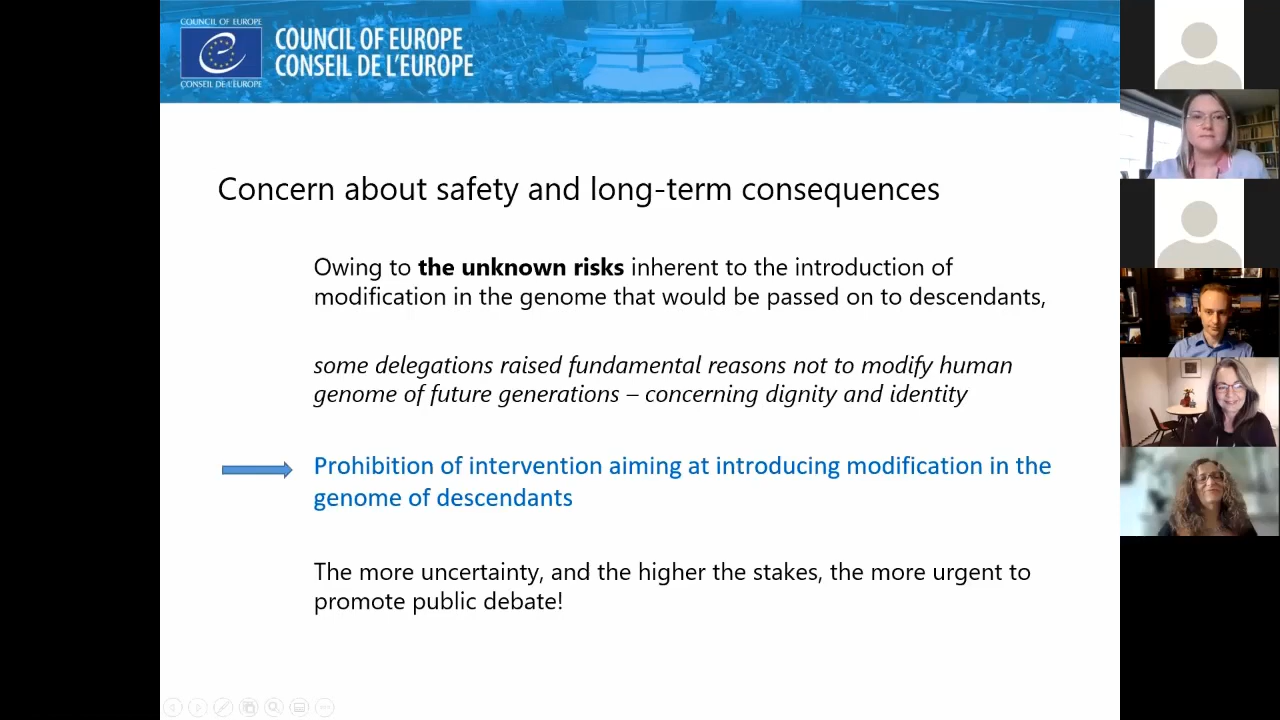 COUNCIL OF EUROPE
CONSEIL DE L'EUROPE
COUNCIL OF EUROPE
CONSEIL DE L'EUROPE
Concern about safety and long-term consequences
Owing to the unknown risks inherent to the introduction of
modification in the genome that would be passed on to descendants,
some delegations raised fundamental reasons not to modify human
genome of future generations – concerning dignity and identity
Prohibition of intervention aiming at introducing modification in the
genome of descendants
The more uncertainty, and the higher the stakes, the more urgent to
promote public debate!